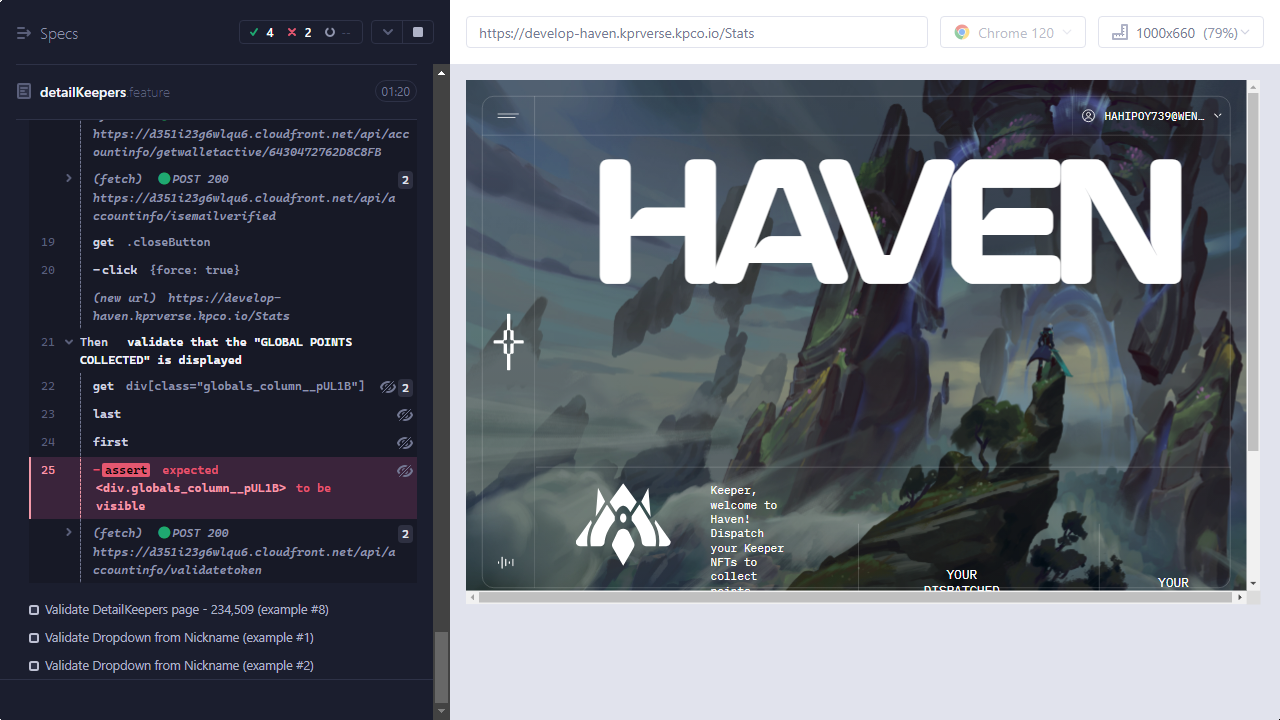 Specs
4
2
--
detailKeepers.feature
01:20
https://d351i23g6wlqu6.cloudfront.net/api/acc
ountinfo/getwalletactive/6430472762D8C8FB
(fetch) POST 200
2
https://d351i23g6wlqu6.cloudfront.net/api/a
ccountinfo/isemailverified
19 get .closeButton
20 -click {force: true}
(new url) https://develop-
haven.kprverse.kpco.io/Stats
21 Then validate that the "GLOBAL POINTS
COLLECTED" is displayed
22 get div[class="globals_column__pUL1B"]
2
23 last
24 first
25 -assert expected
<div.globals_column__pUL1B> to be
visible
(fetch) POST 200
2
https://d351i23g6wlqu6.cloudfront.net/api/a
ccountinfo/validatetoken
Validate DetailKeepers page - 234,509 (example #8)
Validate Dropdown from Nickname (example #1)
Validate Dropdown from Nickname (example #2)
https://develop-haven.kprverse.kpco.io/Stats
Chrome 120
1000x660 (79%)
HAHIPOY739@WEN…
HAVEN
Keeper,
welcome to
Haven!
Dispatch
your Keeper
NFTs to
collect
points
YOUR
DISPATCHED
YOUR